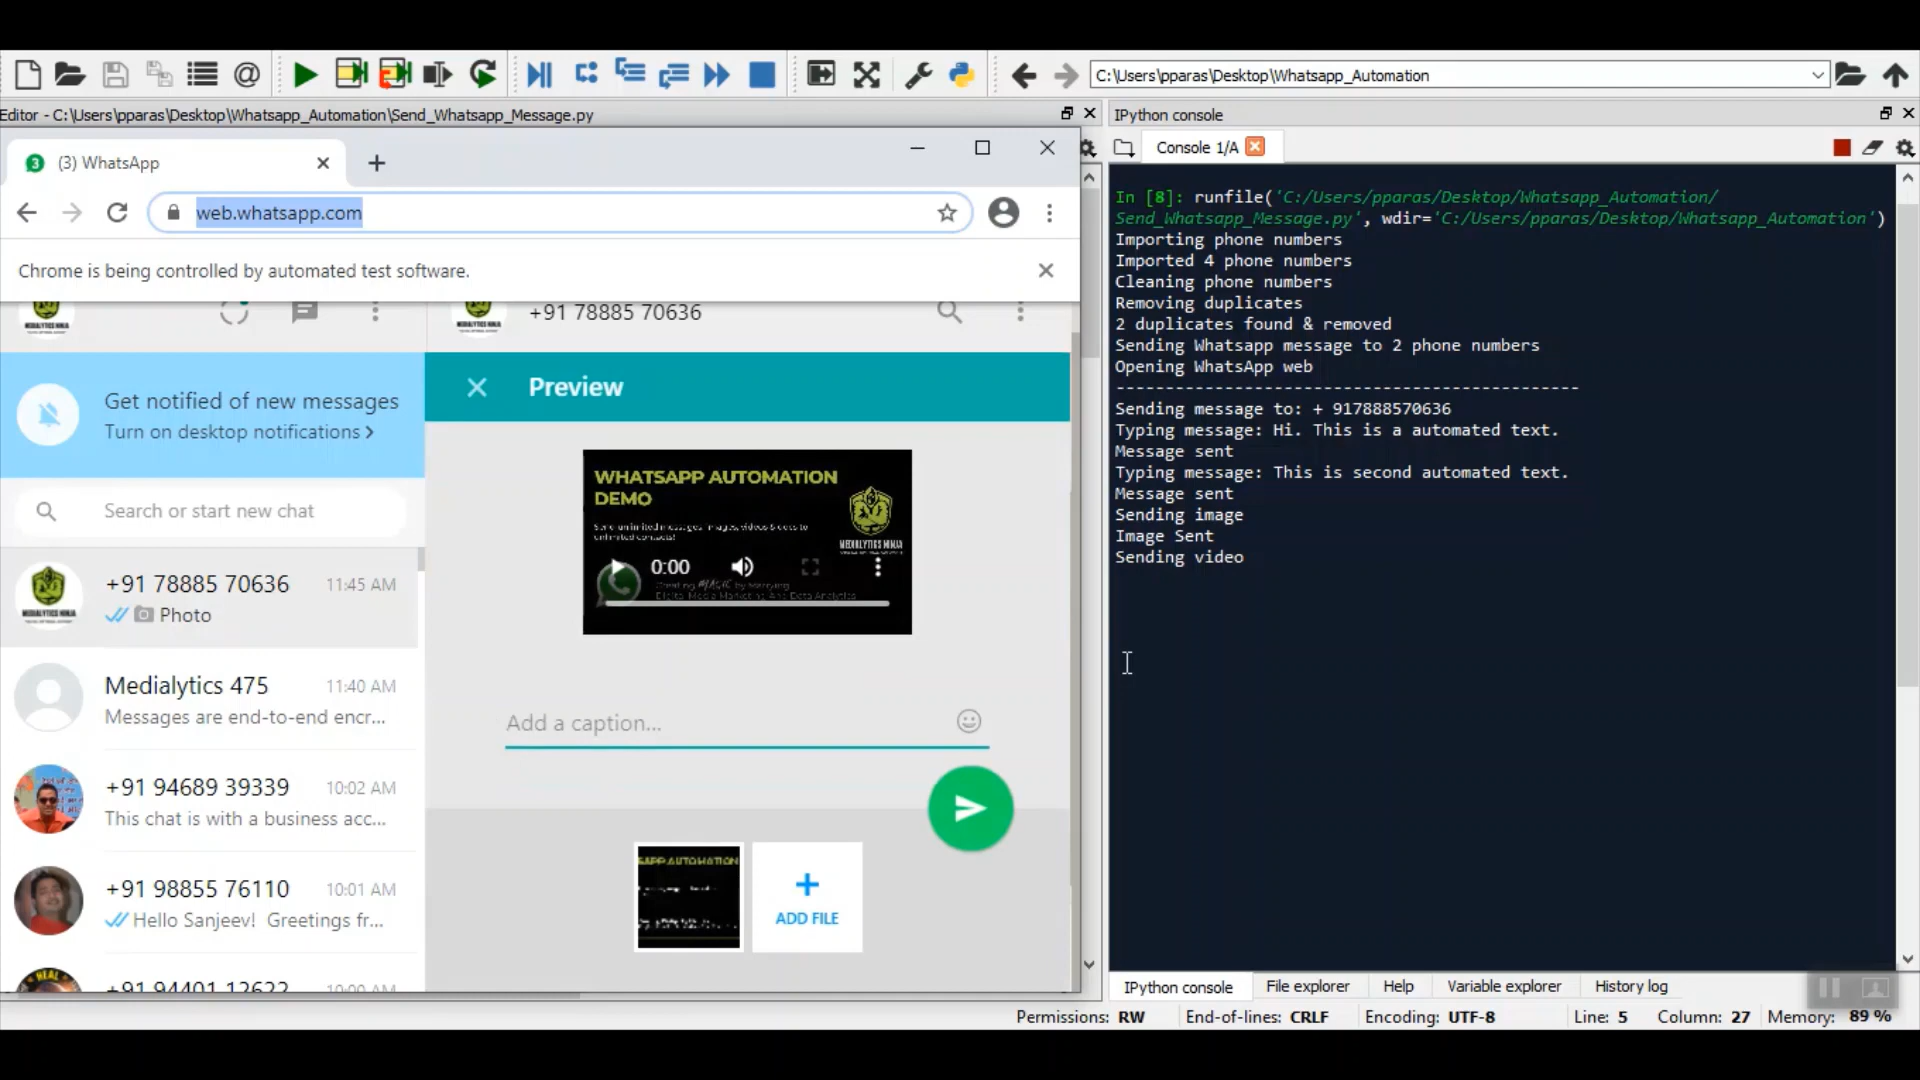 C:\Users\pparas\Desktop\Whatsapp_Automation
Editor - C:\Users\pparas\Desktop\Whatsapp_Automation\Send_Whatsapp_Message.py
IPython console
3
(3) WhatsApp
Console 1/A
web.whatsapp.com
Chrome is being controlled by automated test software.
+91 78885 70636
Preview
Get notified of new messages
Turn on desktop notifications
WHATSAPP AUTOMATION
DEMO
MEDIALYTICS NINJA
0:00
Search or start new chat
+91 78885 70636 11:45 AM
Photo
Medialytics 475 11:40 AM
Messages are end-to-end encr...
Add a caption...
+91 94689 39339 10:02 AM
This chat is with a business acc...
+91 98855 76110 10:01 AM
Hello Sanjeev! Greetings fr...
+91 94401 12622 10:00 AM
ADD FILE
In [8]: runfile('C:/Users/pparas/Desktop/Whatsapp_Automation/
Send_Whatsapp_Message.py', wdir='C:/Users/pparas/Desktop/Whatsapp_Automation')
Importing phone numbers
Imported 4 phone numbers
Cleaning phone numbers
Removing duplicates
2 duplicates found & removed
Sending Whatsapp message to 2 phone numbers
Opening WhatsApp web
-----------------------------------------------
Sending message to: + 917888570636
Typing message: Hi. This is a automated text.
Message sent
Typing message: This is second automated text.
Message sent
Sending image
Image Sent
Sending video
IPython console File explorer Help Variable explorer History log
Permissions: RW End-of-lines: CRLF Encoding: UTF-8 Line: 5 Column: 27 Memory: 89 %